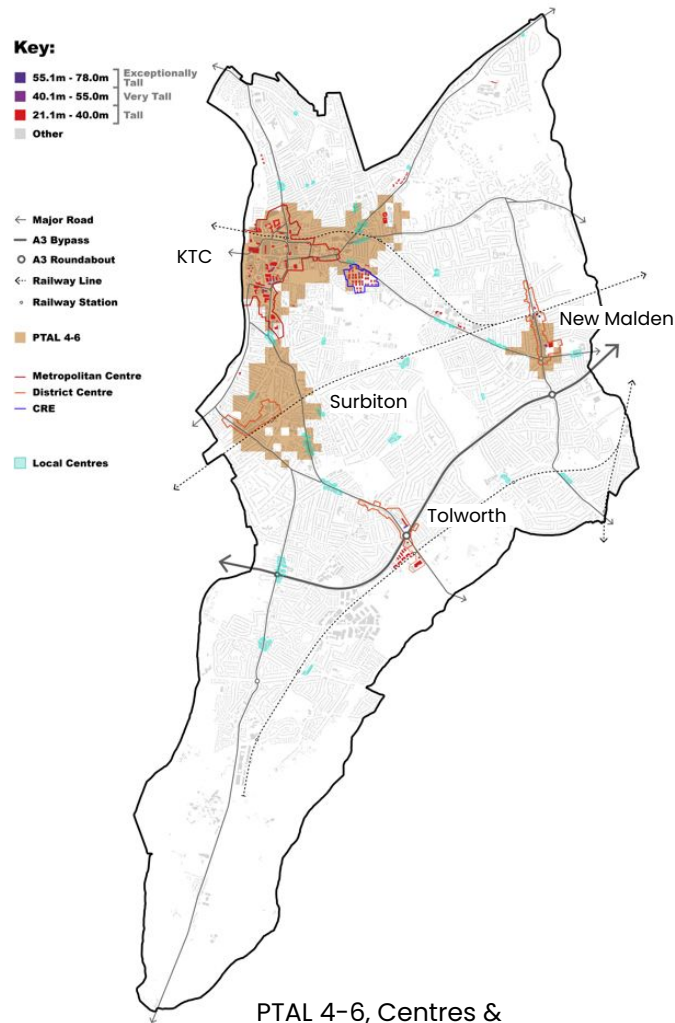 Key:
55.1m - 78.0m
Exceptionally
Tall
40.1m - 55.0m
Very Tall
21.1m - 40.0m
Tall
Other
Major Road
A3 Bypass
A3 Roundabout
Railway Line
Railway Station
PTAL 4-6
Metropolitan Centre
District Centre
CRE
Local Centres
KTC
New Malden
Surbiton
Tolworth
PTAL 4-6, Centres &